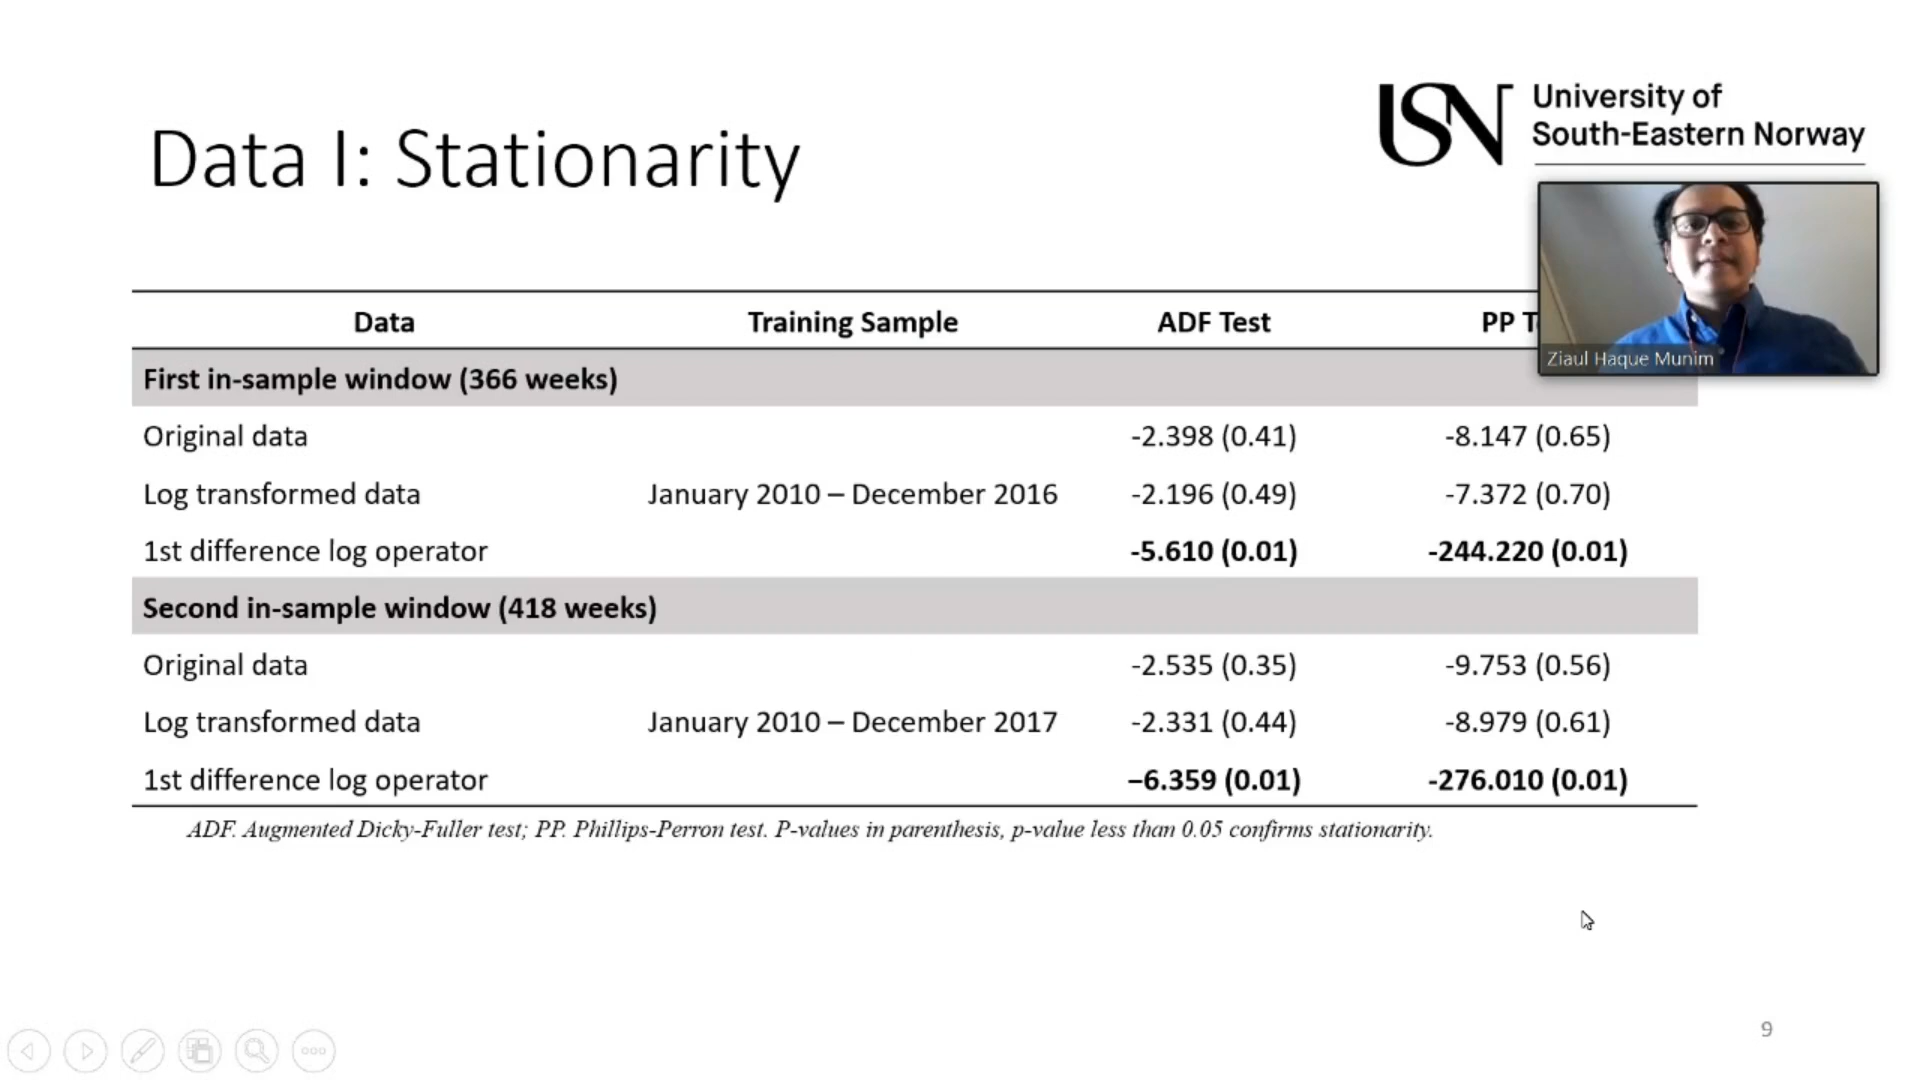 USN University of
South-Eastern Norway
Data I: Stationarity
Ziaul Haque Munim
Data Training Sample ADF Test PP
First in-sample window (366 weeks)
Original data -2.398 (0.41) -8.147 (0.65)
Log transformed data January 2010 – December 2016 -2.196 (0.49) -7.372 (0.70)
1st difference log operator -5.610 (0.01) -244.220 (0.01)
Second in-sample window (418 weeks)
Original data -2.535 (0.35) -9.753 (0.56)
Log transformed data January 2010 – December 2017 -2.331 (0.44) -8.979 (0.61)
1st difference log operator –6.359 (0.01) -276.010 (0.01)
ADF. Augmented Dicky-Fuller test; PP. Phillips-Perron test. P-values in parenthesis, p-value less than 0.05 confirms stationarity.
9